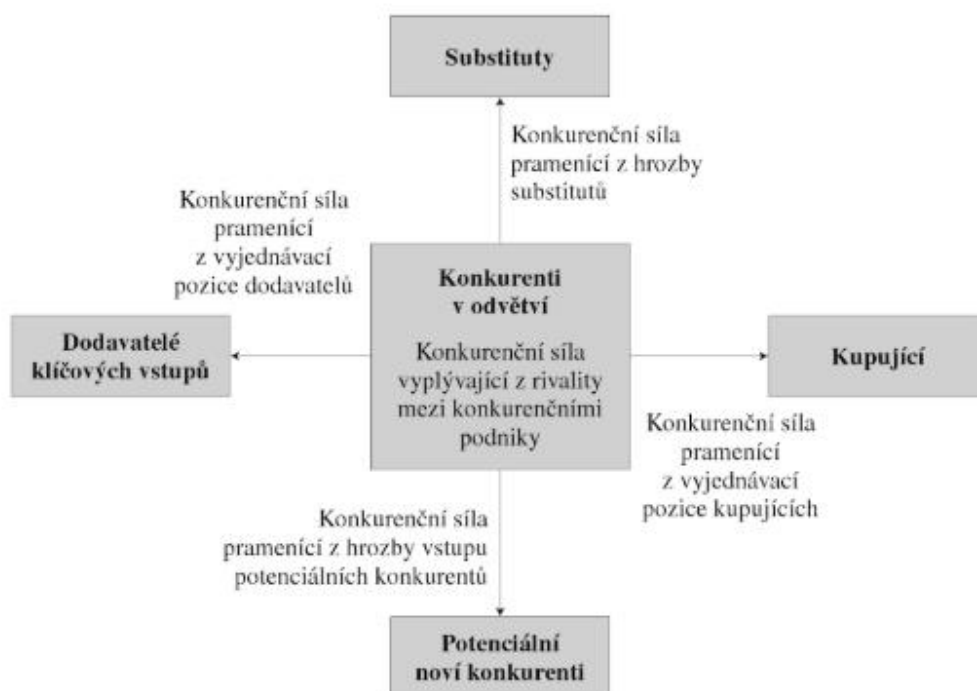 Substituty
Konkurenční síla
pramenící z hrozby
substitutů
Konkurenční síla
pramenící
z vyjednávací
pozice dodavatelů
Konkurenti
v odvětví
Konkurenční síla
vyplývající z rivality
mezi konkurenčními
podniky
Dodavatelé
klíčových vstupů
Kupující
Konkurenční síla
pramenící
z vyjednávací
pozice kupujících
Konkurenční síla
pramenící z hrozby vstupu
potenciálních konkurentů
Potenciální
noví konkurenti